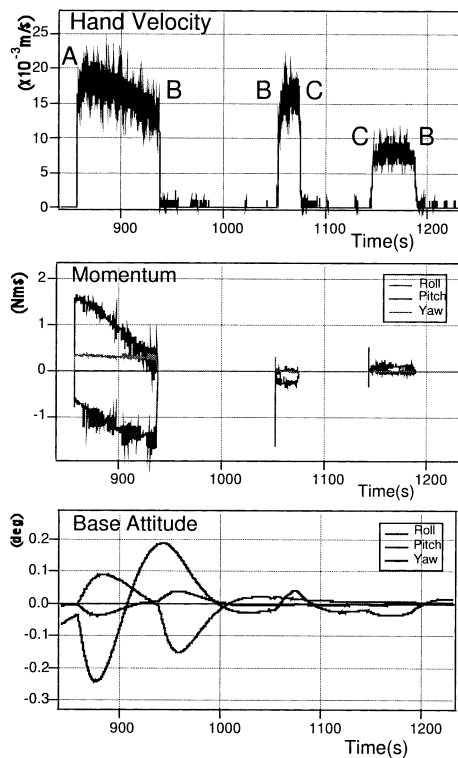 Hand Velocity
(x10⁻³m/s)
25
20
15
10
5
0
A
B
B
C
C
B
900
1000
1100
1200
Time(s)
Momentum
(Nms)
2
1
0
-1
Roll
Pitch
Yaw
900
1000
1100
1200
Time(s)
Base Attitude
(deg)
0.2
0.1
0.0
-0.1
-0.2
-0.3
Roll
Pitch
Yaw
900
1000
1100
1200
Time(s)